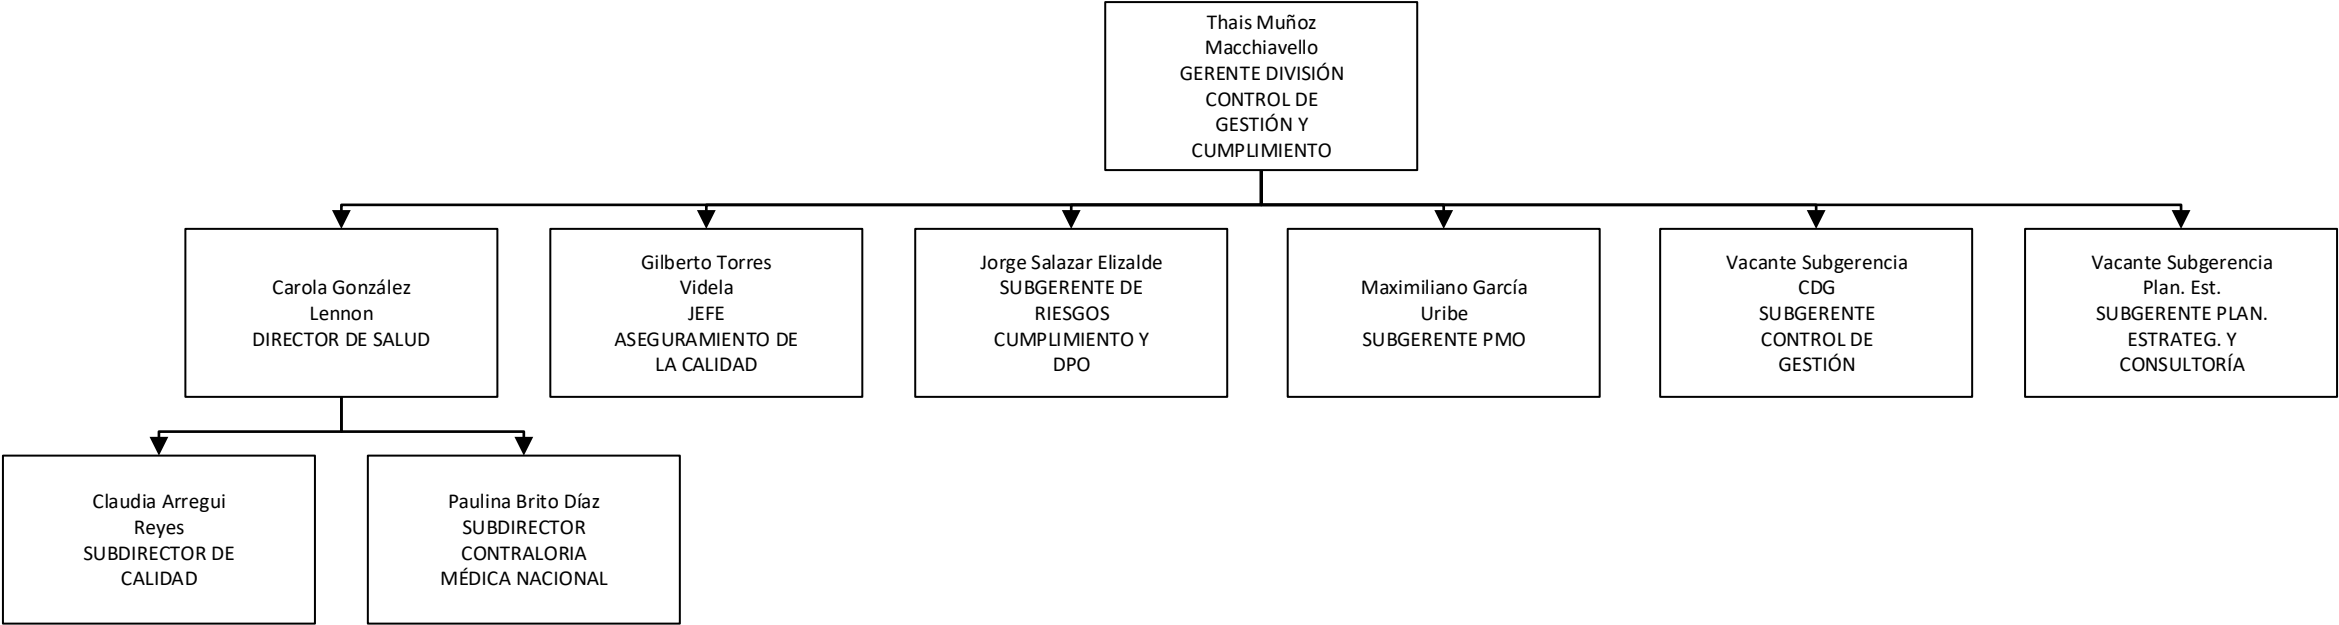 Thais Muñoz
Macchiavello
GERENTE DIVISIÓN
CONTROL DE
GESTIÓN Y
CUMPLIMIENTO
Carola González
Lennon
DIRECTOR DE SALUD
Gilberto Torres
Videla
JEFE
ASEGURAMIENTO DE
LA CALIDAD
Jorge Salazar Elizalde
SUBGERENTE DE
RIESGOS
CUMPLIMIENTO Y
DPO
Maximiliano García
Uribe
SUBGERENTE PMO
Vacante Subgerencia
CDG
SUBGERENTE
CONTROL DE
GESTIÓN
Vacante Subgerencia
Plan. Est.
SUBGERENTE PLAN.
ESTRATEG. Y
CONSULTORÍA
Claudia Arregui
Reyes
SUBDIRECTOR DE
CALIDAD
Paulina Brito Díaz
SUBDIRECTOR
CONTRALORIA
MÉDICA NACIONAL